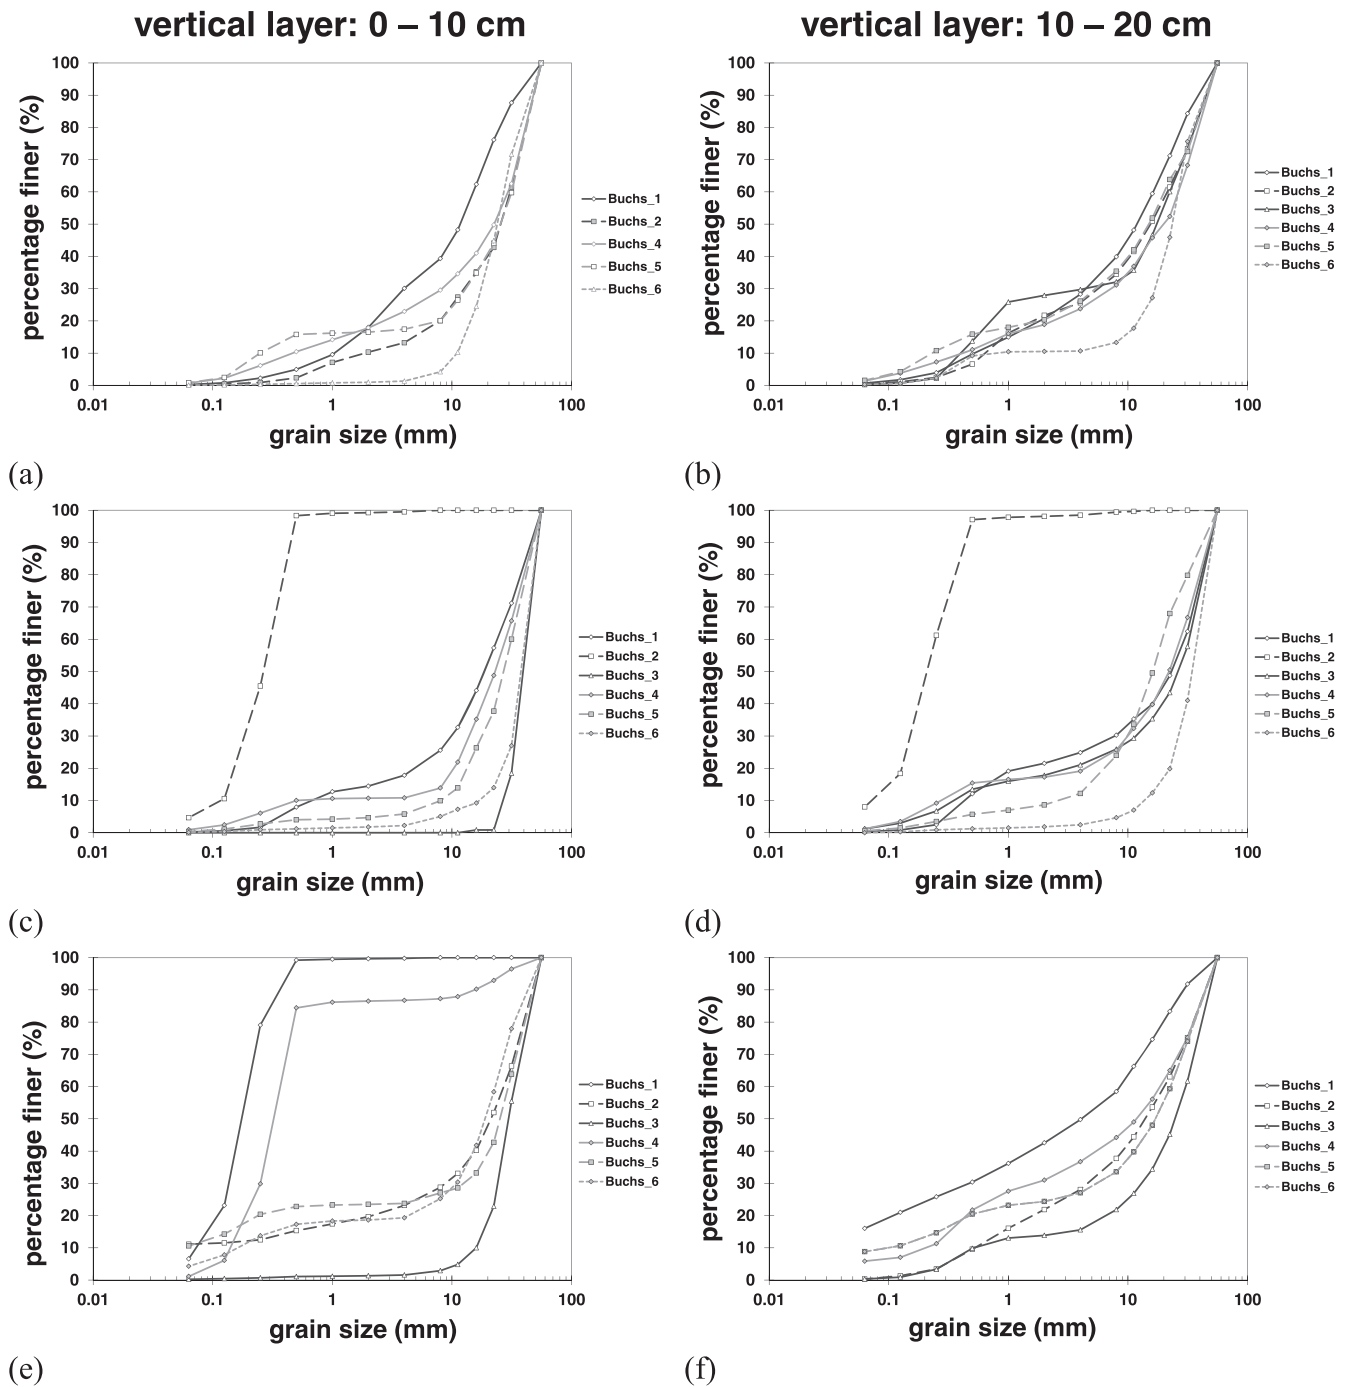 vertical layer: 0 – 10 cm
vertical layer: 10 – 20 cm
percentage finer (%)
100
90
80
70
60
50
40
30
20
10
0
0.01
0.1
1
10
100
grain size (mm)
Buchs_1
Buchs_2
Buchs_4
Buchs_5
Buchs_6
(a)
percentage finer (%)
100
90
80
70
60
50
40
30
20
10
0
0.01
0.1
1
10
100
grain size (mm)
Buchs_1
Buchs_2
Buchs_3
Buchs_4
Buchs_5
Buchs_6
(b)
percentage finer (%)
100
90
80
70
60
50
40
30
20
10
0
0.01
0.1
1
10
100
grain size (mm)
Buchs_1
Buchs_2
Buchs_3
Buchs_4
Buchs_5
Buchs_6
(c)
percentage finer (%)
100
90
80
70
60
50
40
30
20
10
0
0.01
0.1
1
10
100
grain size (mm)
Buchs_1
Buchs_2
Buchs_3
Buchs_4
Buchs_5
Buchs_6
(d)
percentage finer (%)
100
90
80
70
60
50
40
30
20
10
0
0.01
0.1
1
10
100
grain size (mm)
Buchs_1
Buchs_2
Buchs_3
Buchs_4
Buchs_5
Buchs_6
(e)
percentage finer (%)
100
90
80
70
60
50
40
30
20
10
0
0.01
0.1
1
10
100
grain size (mm)
Buchs_1
Buchs_2
Buchs_3
Buchs_4
Buchs_5
Buchs_6
(f)